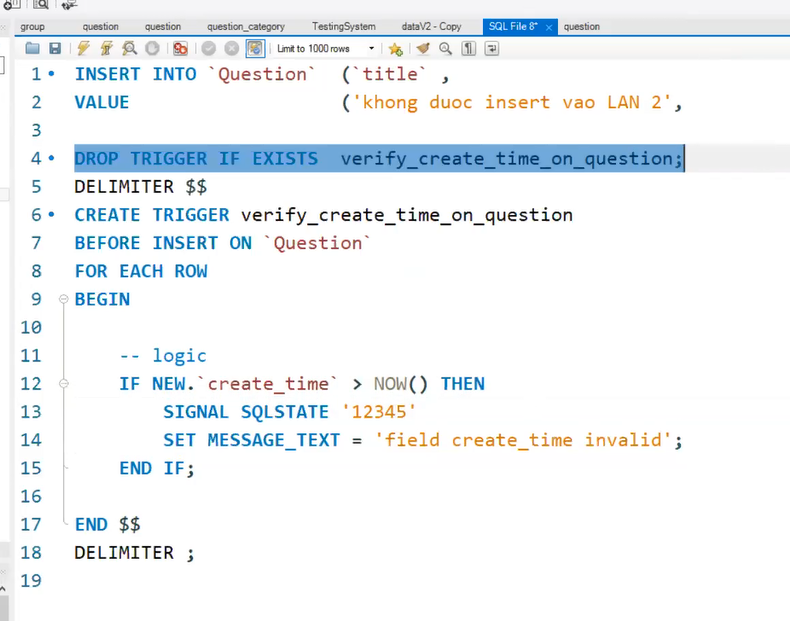 group question question question_category TestingSystem dataV2 - Copy SQL File 8* × question
Limit to 1000 rows
1 INSERT INTO `Question` (`title` ,
2 VALUE ('khong duoc insert vao LAN 2',
3
4 DROP TRIGGER IF EXISTS verify_create_time_on_question;
5 DELIMITER $$
6 CREATE TRIGGER verify_create_time_on_question
7 BEFORE INSERT ON `Question`
8 FOR EACH ROW
9 BEGIN
10
11 -- logic
12 IF NEW.`create_time` > NOW() THEN
13 SIGNAL SQLSTATE '12345'
14 SET MESSAGE_TEXT = 'field create_time invalid';
15 END IF;
16
17 END $$
18 DELIMITER ;
19